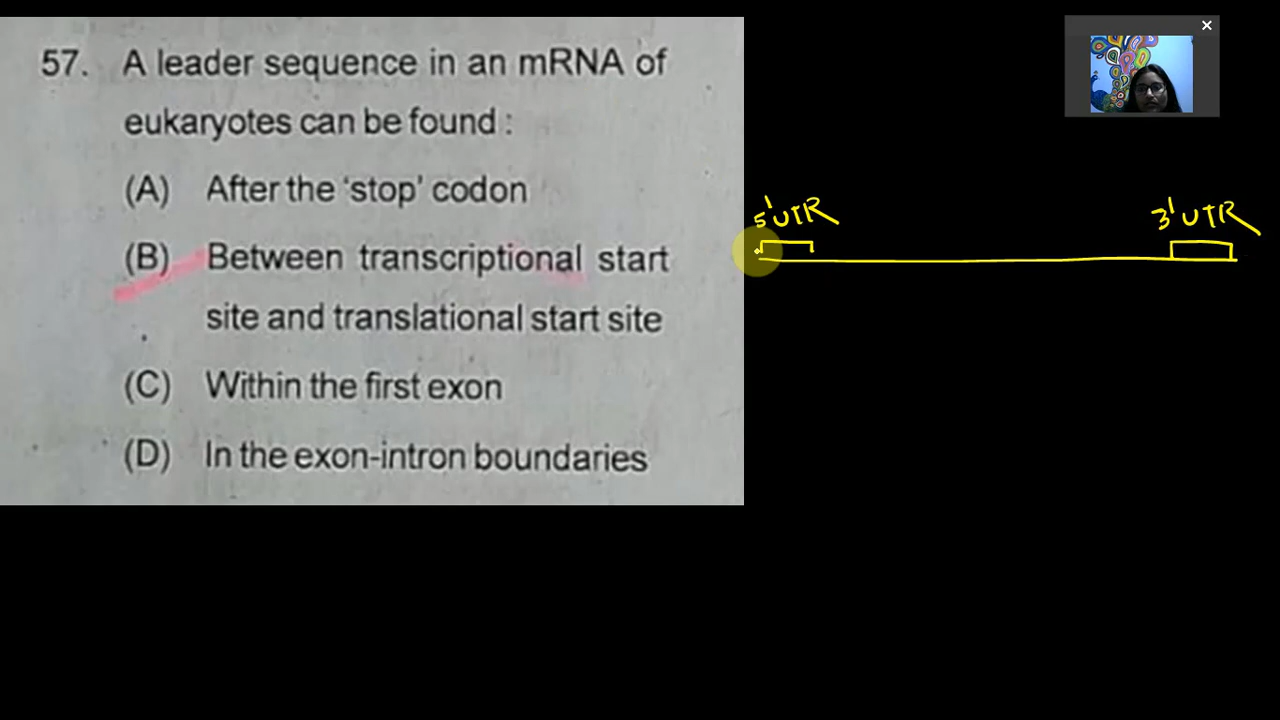 57. A leader sequence in an mRNA of
eukaryotes can be found :
(A) After the ‘stop’ codon
(B) Between transcriptional start
site and translational start site
(C) Within the first exon
(D) In the exon-intron boundaries
5' UTR
3' UTR